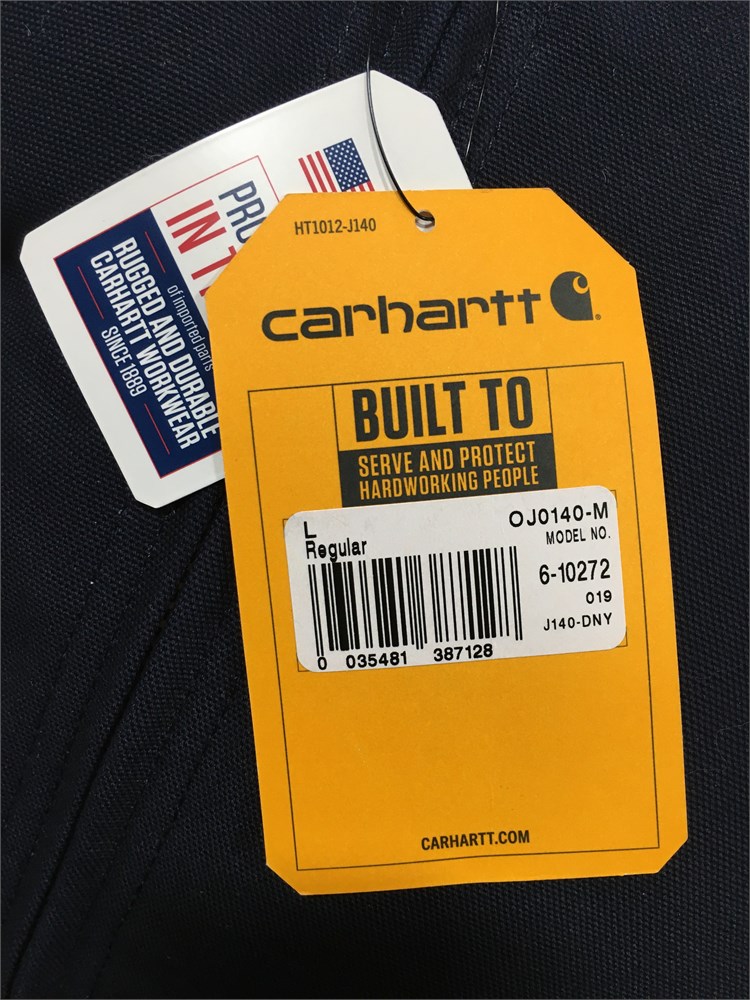 HT1012-J140
carhartt
BUILT TO
SERVE AND PROTECT
HARDWORKING PEOPLE
L
Regular
OJ0140-M
MODEL NO.
6-10272
019
J140-DNY
0 035481 387128
CARHARTT.COM
IN
of imported parts
RUGGED AND DURABLE
CARHARTT WORKWEAR
SINCE 1889